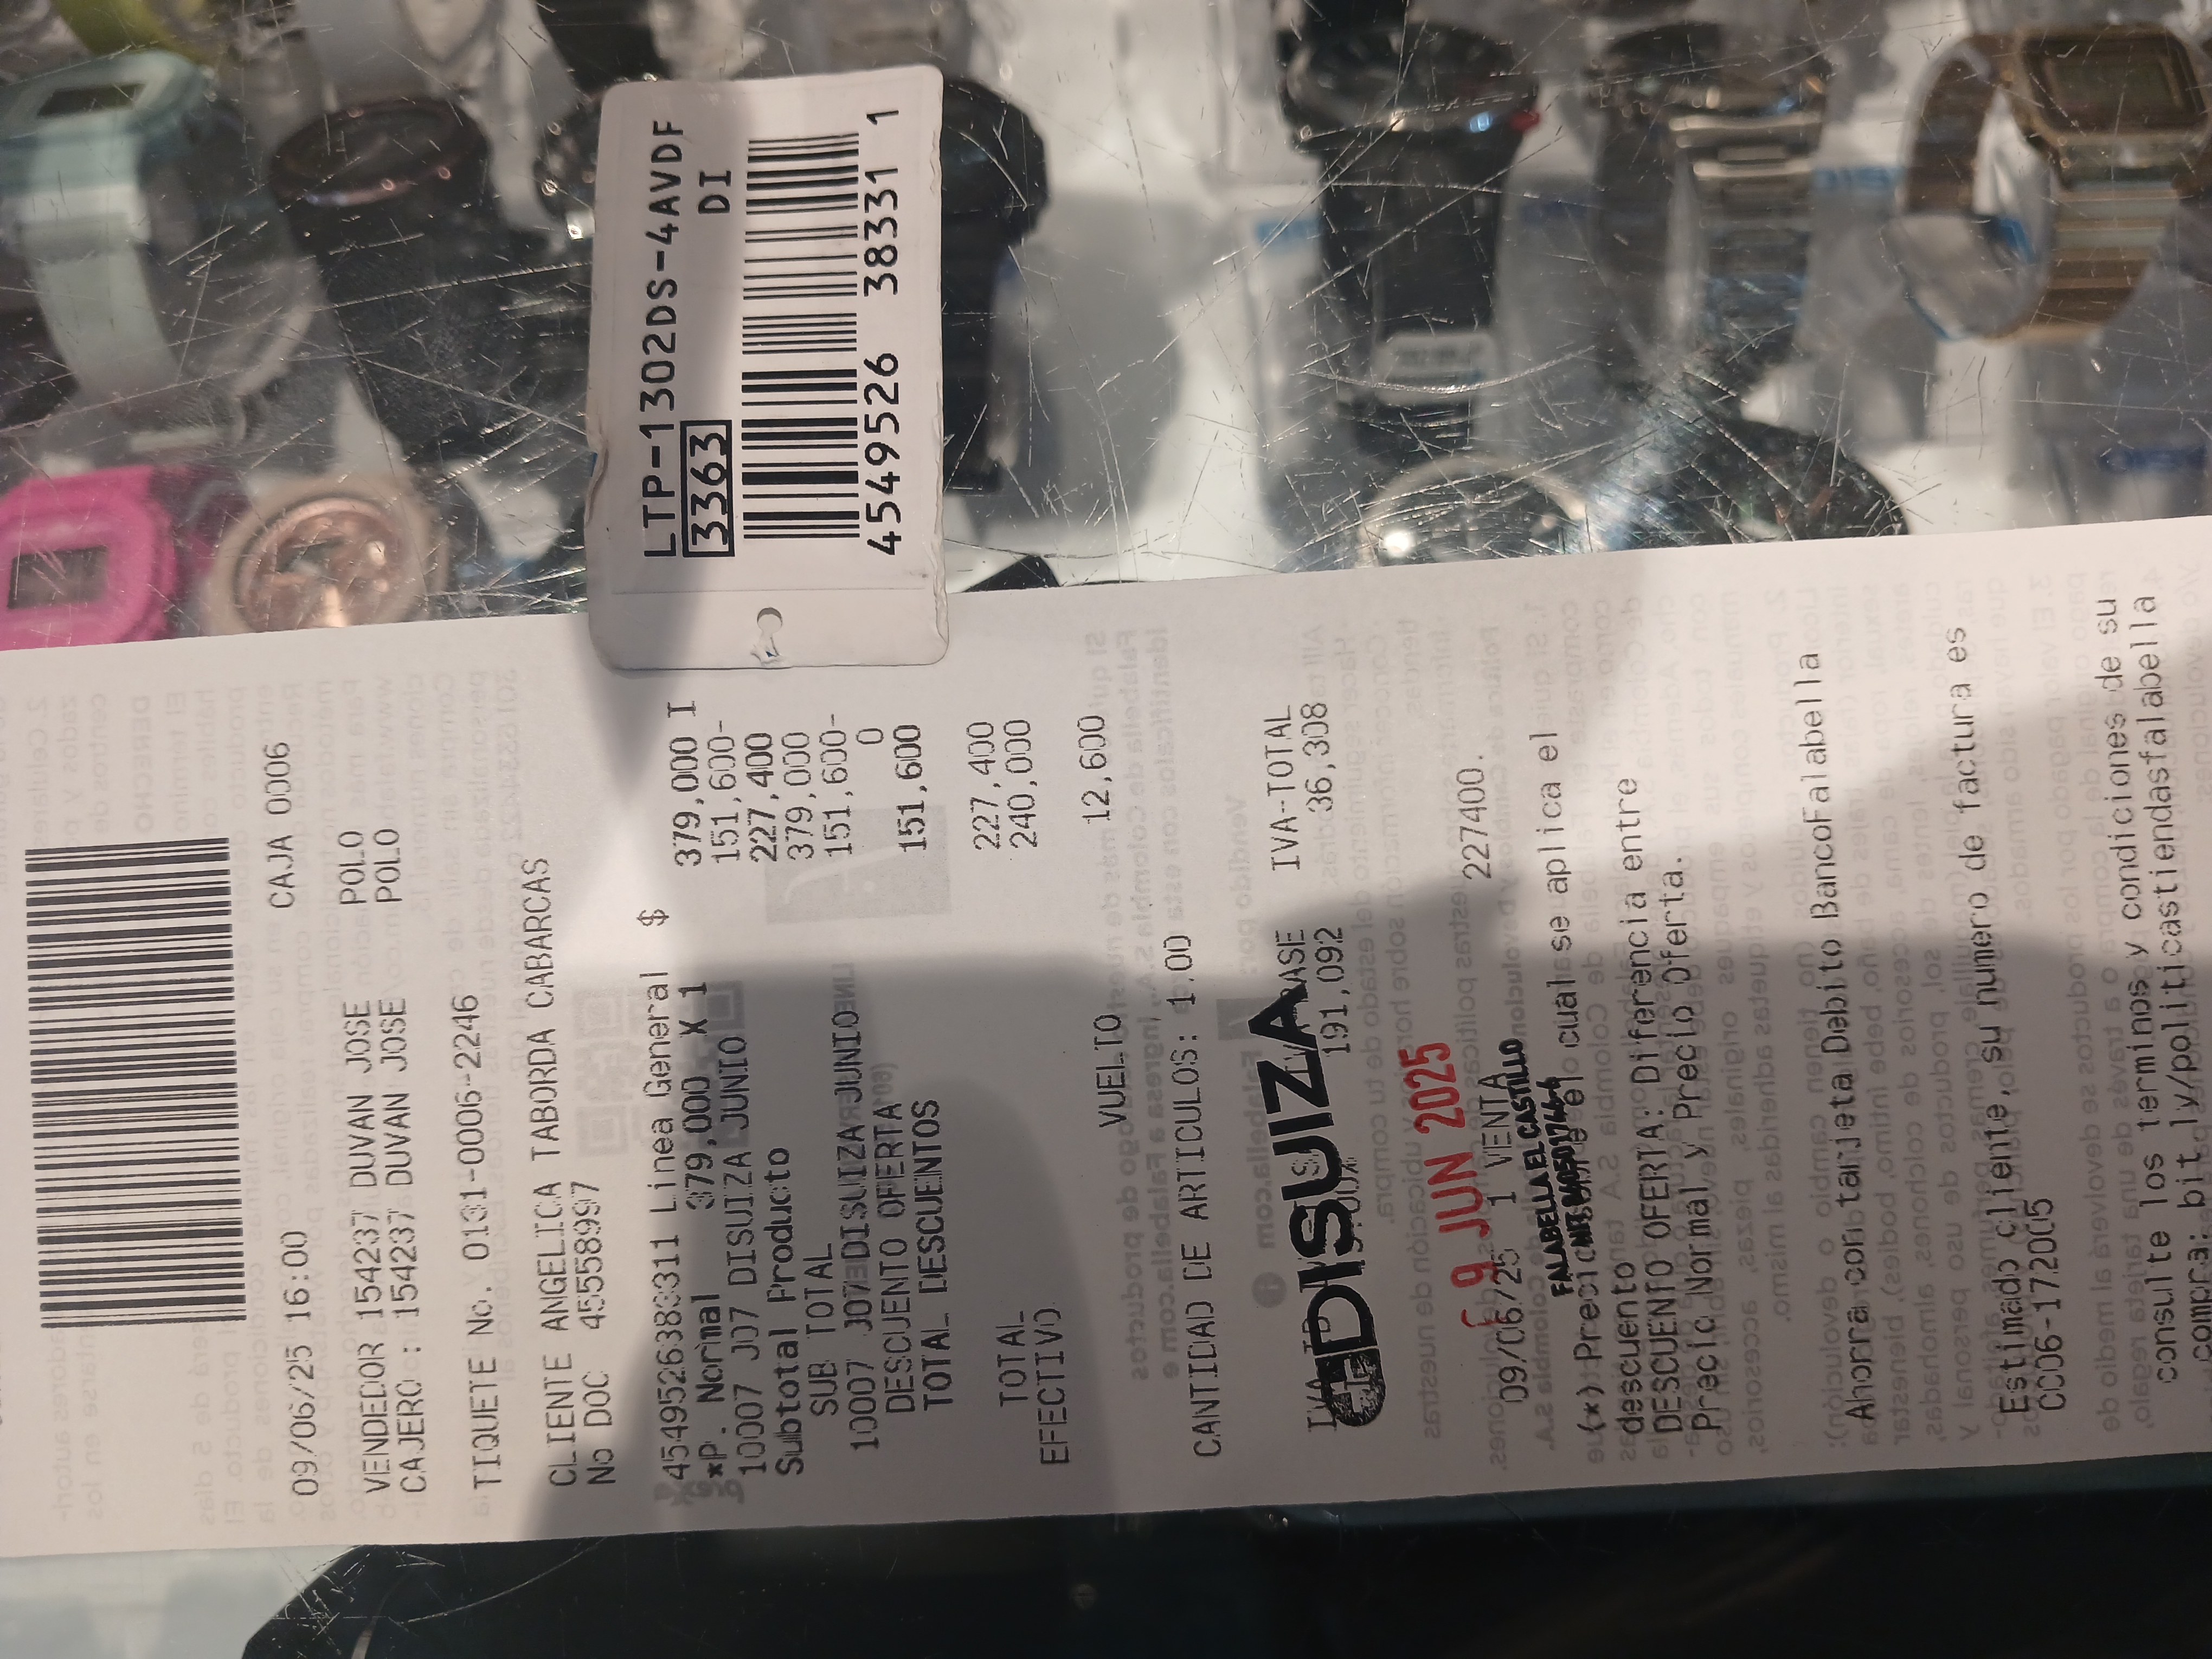 LTP-1302DS-4AVDF
3363 DI
4549526 38331 1
09/06/25 16:00 CAJA 0006
VENDEDOR 154237 DUVAN JOSE POLO
CAJERO : 154237 DUVAN JOSE POLO
TIQUETE No. 0131-0006-2246
CLIENTE ANGELICA TABORDA CABARCAS
No DOC 45558997
4549526383311 Linea General $ 379,000 I
*P. Normal 379,000 X 1 151,600-
10007 J07 DISUIZA JUNIO 227,400
Subtotal Producto 379,000
SUB TOTAL 151,600-
10007 J07 DISUIZA JUNIO 0
DESCUENTO OFERTA 151,600
TOTAL DESCUENTOS
TOTAL 227,400
EFECTIVO 240,000
VUELTO 12,600
CANTIDAD DE ARTICULOS: 1.00
IVA BASE IVA-TOTAL
191,092 36,308
DISUIZA
9 JUN 2025
09/06/25 1 VENTA 227400.
FALABELLA EL CASTILLO
(*) Precio el cual se aplica el
descuento
DESCUENTO OFERTA: Diferencia entre
Precio Normal y Precio Oferta.
Ahorra con tarjeta Debito BancoFalabella
Estimado cliente, su numero de factura es
CC06-172005
consulte los terminos y condiciones de su
compra: bit.ly/politicastiendasfalabella